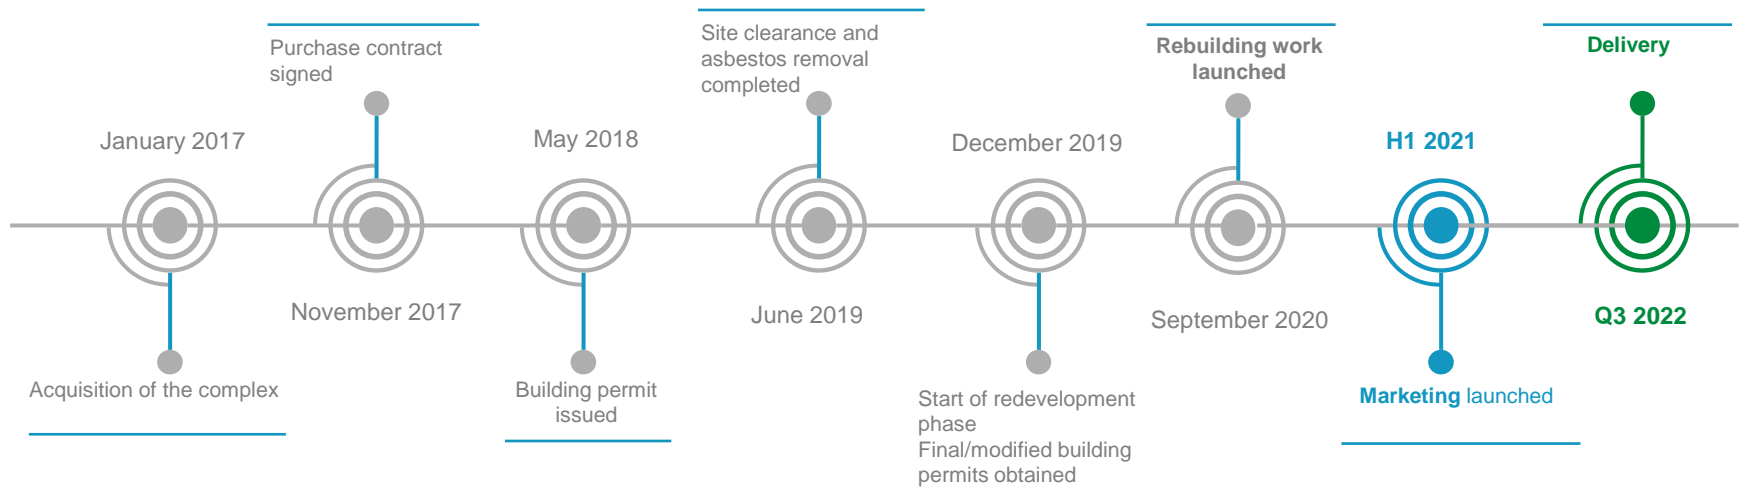 January 2017
Acquisition of the complex
Purchase contract
signed
November 2017
May 2018
Building permit
issued
Site clearance and
asbestos removal
completed
June 2019
December 2019
Start of redevelopment
phase
Final/modified building
permits obtained
Rebuilding work
launched
September 2020
H1 2021
Marketing launched
Delivery
Q3 2022